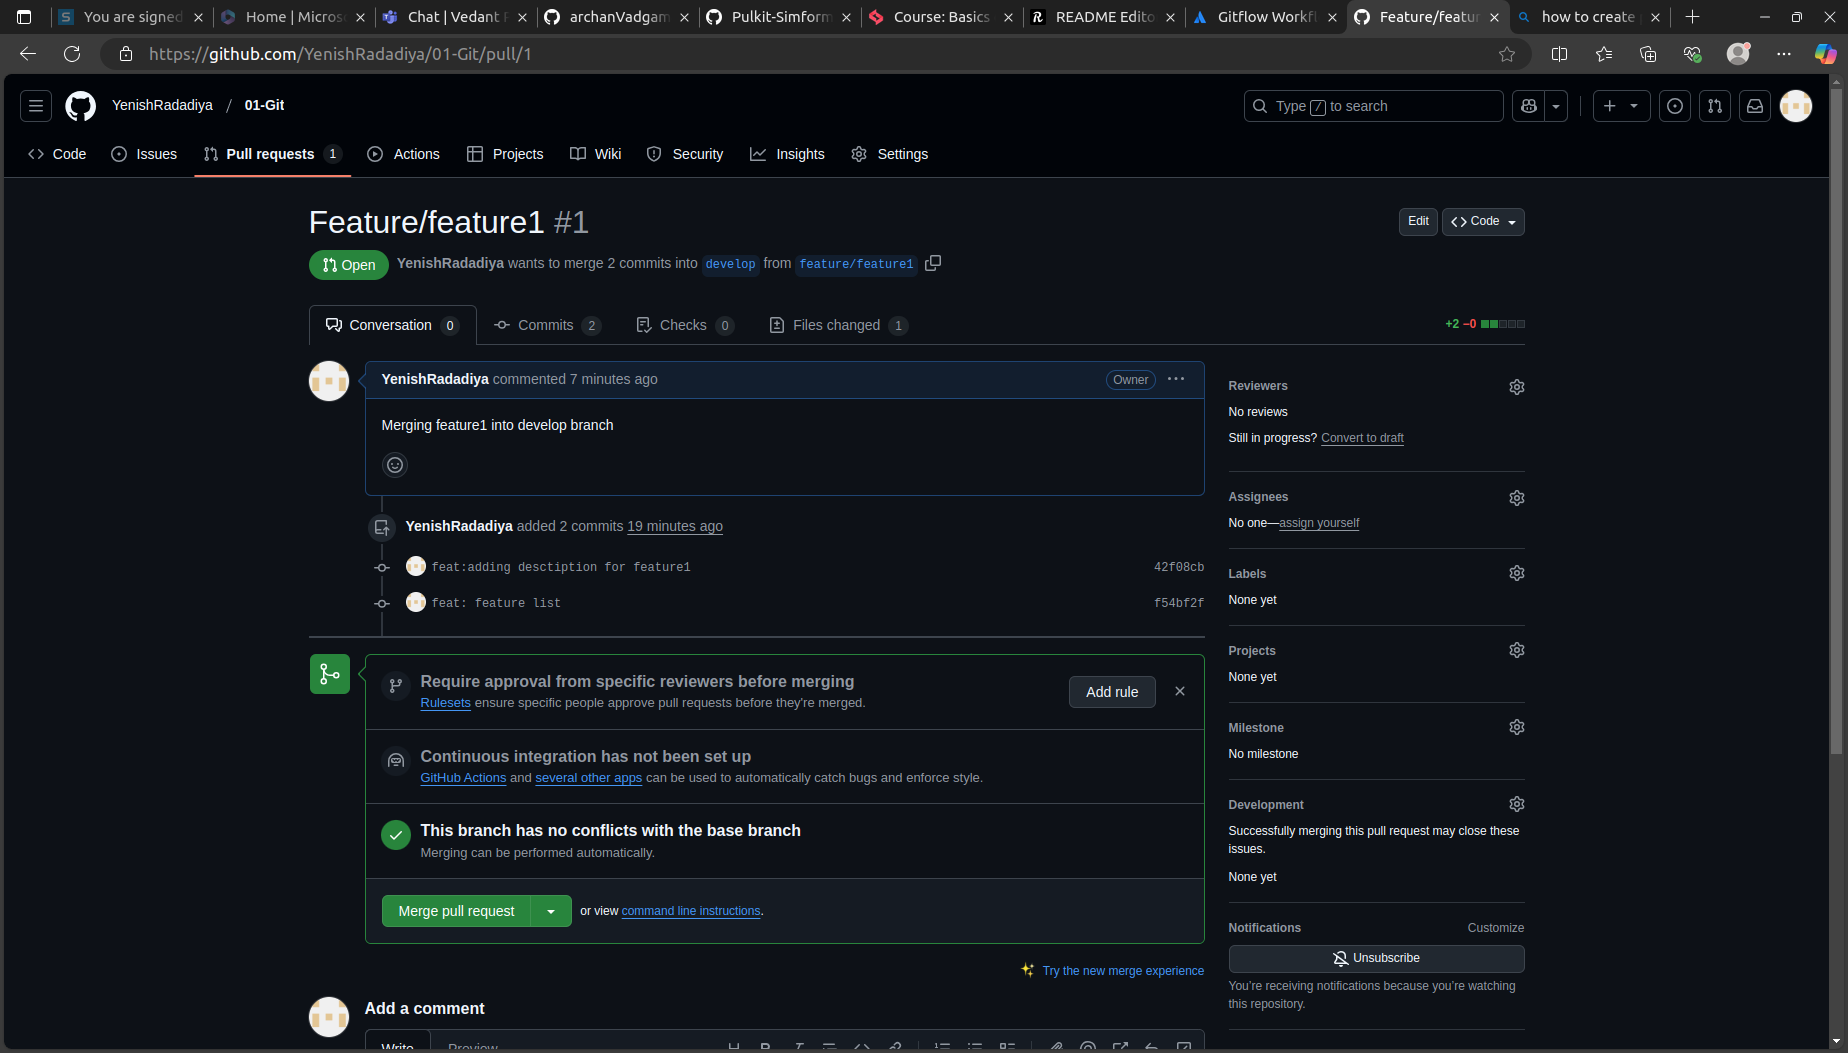 You are signed
Home | Micros
Chat | Vedant
archanVadgam
Pulkit-Simform
Course: Basics
README Edito
Gitflow Workfl
Feature/featur
how to create
https://github.com/YenishRadadiya/01-Git/pull/1
YenishRadadiya / 01-Git
Type / to search
Code
Issues
Pull requests 1
Actions
Projects
Wiki
Security
Insights
Settings
Feature/feature1 #1
Edit
Code
Open
YenishRadadiya wants to merge 2 commits into develop from feature/feature1
Conversation 0
Commits 2
Checks 0
Files changed 1
+2 −0
YenishRadadiya commented 7 minutes ago
Owner
Merging feature1 into develop branch
YenishRadadiya added 2 commits 19 minutes ago
feat:adding desctiption for feature1 42f08cb
feat: feature list f54bf2f
Require approval from specific reviewers before merging
Rulesets ensure specific people approve pull requests before they're merged.
Add rule
Continuous integration has not been set up
GitHub Actions and several other apps can be used to automatically catch bugs and enforce style.
This branch has no conflicts with the base branch
Merging can be performed automatically.
Merge pull request
or view command line instructions.
Try the new merge experience
Add a comment
Write
Preview
Reviewers
No reviews
Still in progress? Convert to draft
Assignees
No one—assign yourself
Labels
None yet
Projects
None yet
Milestone
No milestone
Development
Successfully merging this pull request may close these
issues.
None yet
Notifications
Customize
Unsubscribe
You're receiving notifications because you're watching
this repository.